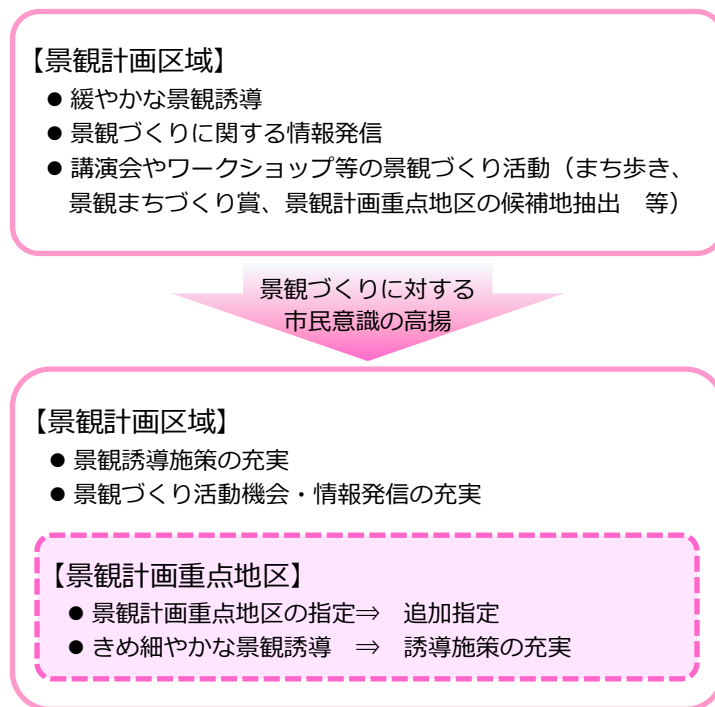 【景観計画区域】
● 緩やかな景観誘導
● 景観づくりに関する情報発信
● 講演会やワークショップ等の景観づくり活動（まち歩き、
景観まちづくり賞、景観計画重点地区の候補地抽出　等）
景観づくりに対する
市民意識の高揚
【景観計画区域】
● 景観誘導施策の充実
● 景観づくり活動機会・情報発信の充実
【景観計画重点地区】
● 景観計画重点地区の指定⇒　追加指定
● きめ細やかな景観誘導　⇒　誘導施策の充実